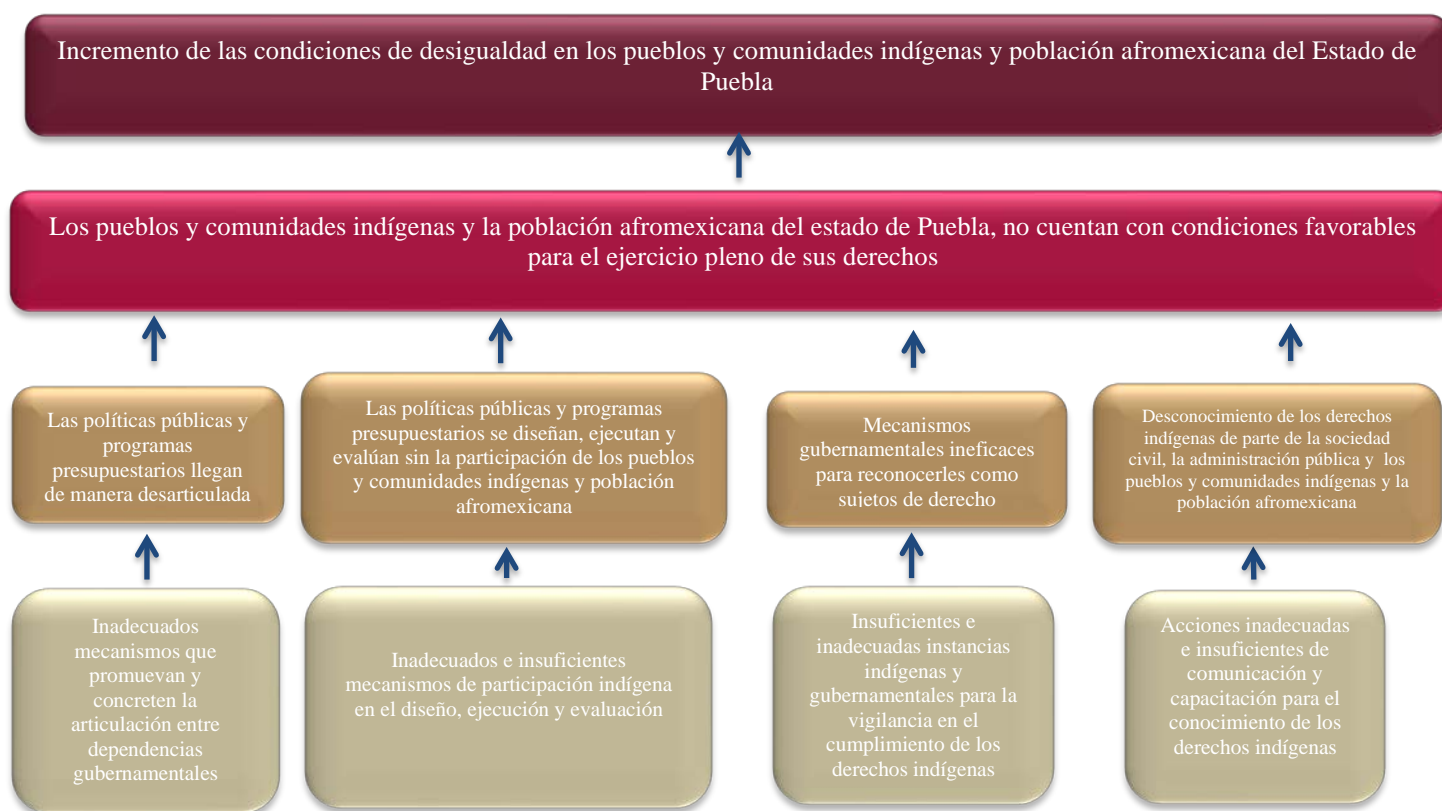 Incremento de las condiciones de desigualdad en los pueblos y comunidades indígenas y población afromexicana del Estado de
Puebla
Los pueblos y comunidades indígenas y la población afromexicana del estado de Puebla, no cuentan con condiciones favorables
para el ejercicio pleno de sus derechos
Las políticas públicas y
programas
presupuestarios llegan
de manera desarticulada
Las políticas públicas y programas
presupuestarios se diseñan, ejecutan y
evalúan sin la participación de los pueblos
y comunidades indígenas y población
afromexicana
Mecanismos
gubernamentales ineficaces
para reconocerles como
sujetos de derecho
Desconocimiento de los derechos
indígenas de parte de la sociedad
civil, la administración pública y los
pueblos y comunidades indígenas y la
población afromexicana
Inadecuados
mecanismos que
promuevan y
concreten la
articulación entre
dependencias
gubernamentales
Inadecuados e insuficientes
mecanismos de participación indígena
en el diseño, ejecución y evaluación
Insuficientes e
inadecuadas instancias
indígenas y
gubernamentales para la
vigilancia en el
cumplimiento de los
derechos indígenas
Acciones inadecuadas
e insuficientes de
comunicación y
capacitación para el
conocimiento de los
derechos indígenas